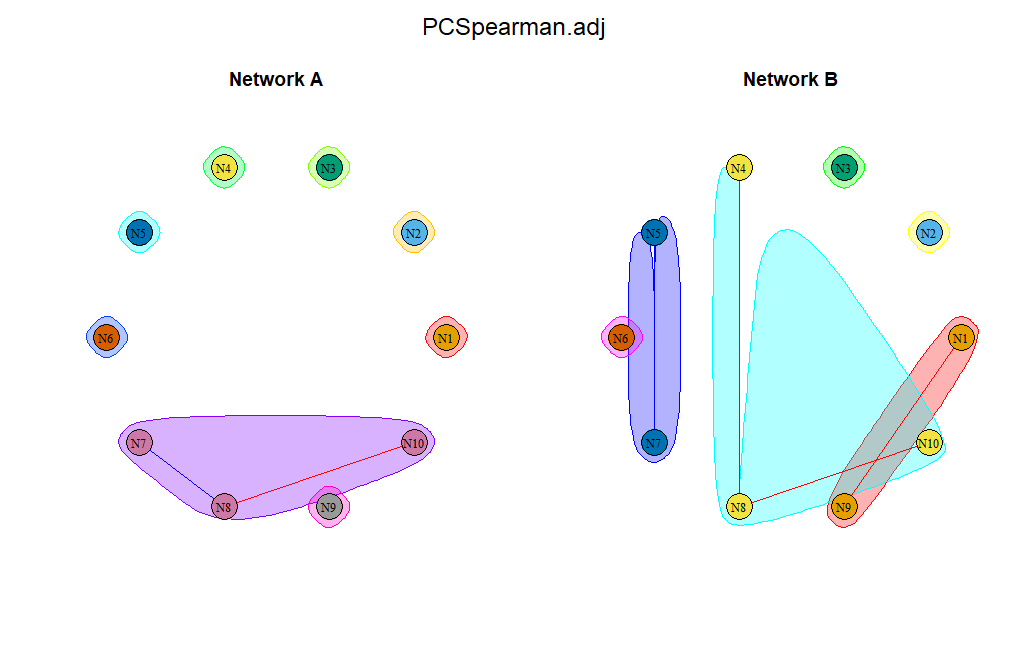 PCSpearman.adj
Network A
Network B
N4 N3
N5 N2
N6 N1
N7 N10
N8 N9
N4 N3
N5 N2
N6 N1
N7 N10
N8 N9